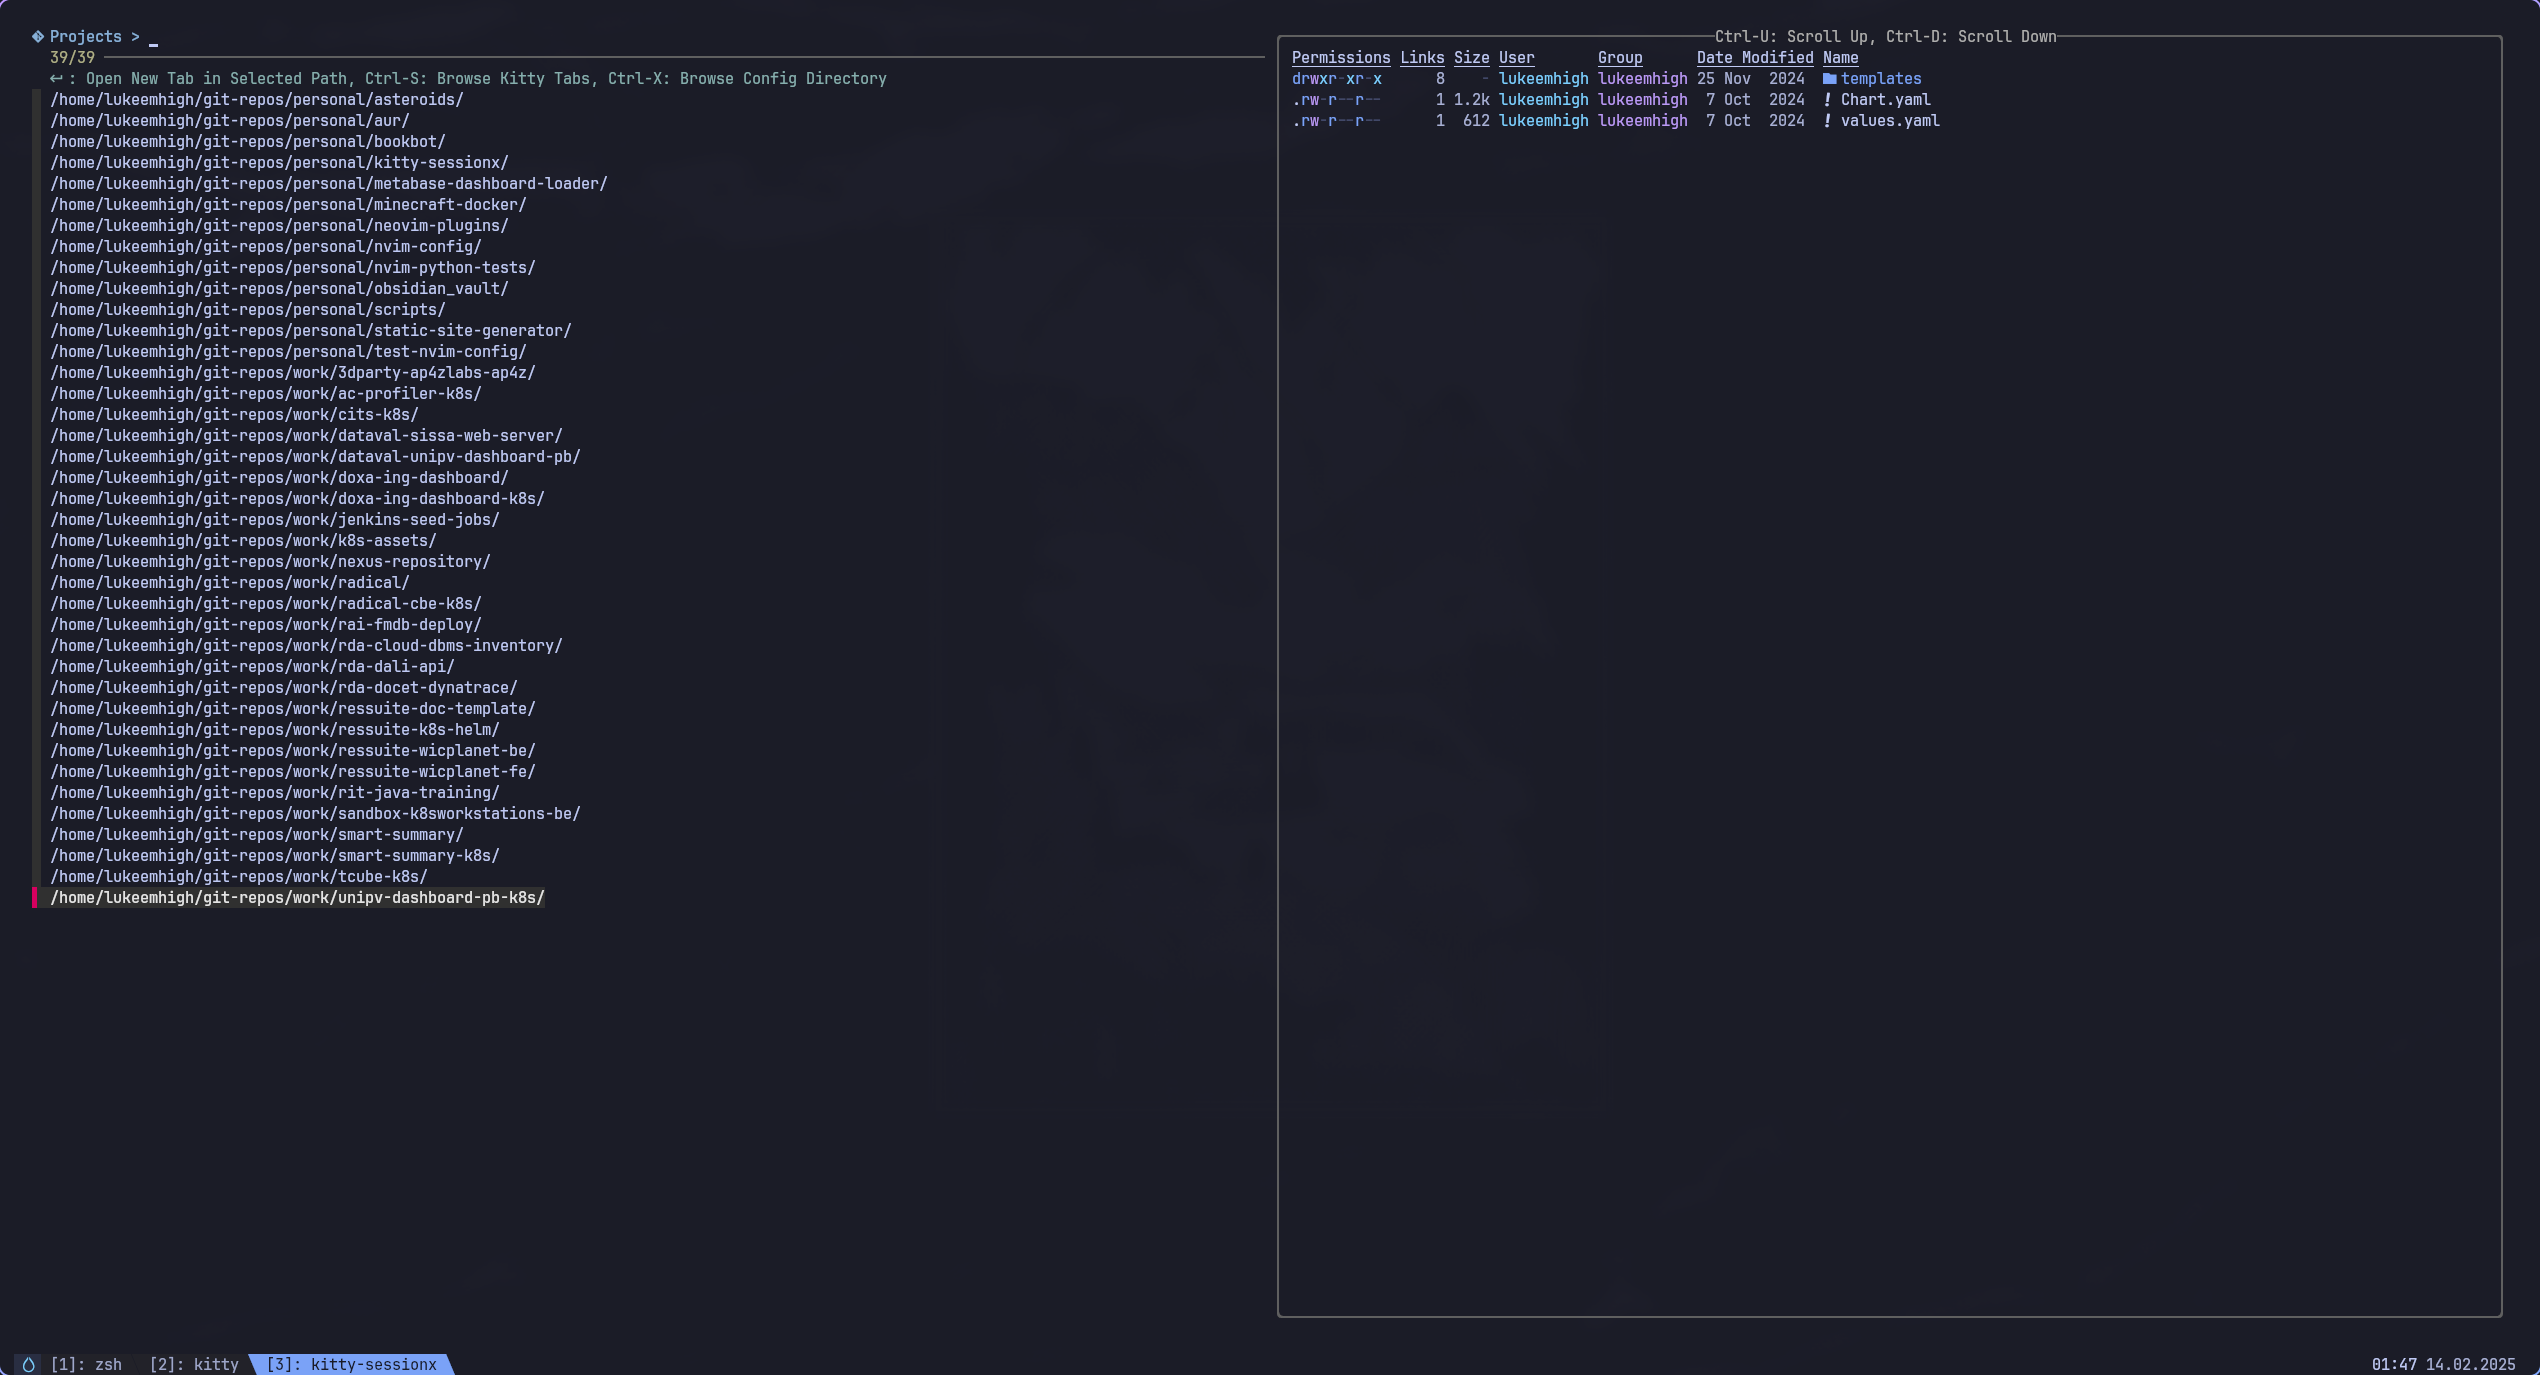 Projects >
39/39
↩ : Open New Tab in Selected Path, Ctrl-S: Browse Kitty Tabs, Ctrl-X: Browse Config Directory
/home/lukeemhigh/git-repos/personal/asteroids/
/home/lukeemhigh/git-repos/personal/aur/
/home/lukeemhigh/git-repos/personal/bookbot/
/home/lukeemhigh/git-repos/personal/kitty-sessionx/
/home/lukeemhigh/git-repos/personal/metabase-dashboard-loader/
/home/lukeemhigh/git-repos/personal/minecraft-docker/
/home/lukeemhigh/git-repos/personal/neovim-plugins/
/home/lukeemhigh/git-repos/personal/nvim-config/
/home/lukeemhigh/git-repos/personal/nvim-python-tests/
/home/lukeemhigh/git-repos/personal/obsidian_vault/
/home/lukeemhigh/git-repos/personal/scripts/
/home/lukeemhigh/git-repos/personal/static-site-generator/
/home/lukeemhigh/git-repos/personal/test-nvim-config/
/home/lukeemhigh/git-repos/work/3dparty-ap4zlabs-ap4z/
/home/lukeemhigh/git-repos/work/ac-profiler-k8s/
/home/lukeemhigh/git-repos/work/cits-k8s/
/home/lukeemhigh/git-repos/work/dataval-sissa-web-server/
/home/lukeemhigh/git-repos/work/dataval-unipv-dashboard-pb/
/home/lukeemhigh/git-repos/work/doxa-ing-dashboard/
/home/lukeemhigh/git-repos/work/doxa-ing-dashboard-k8s/
/home/lukeemhigh/git-repos/work/jenkins-seed-jobs/
/home/lukeemhigh/git-repos/work/k8s-assets/
/home/lukeemhigh/git-repos/work/nexus-repository/
/home/lukeemhigh/git-repos/work/radical/
/home/lukeemhigh/git-repos/work/radical-cbe-k8s/
/home/lukeemhigh/git-repos/work/rai-fmdb-deploy/
/home/lukeemhigh/git-repos/work/rda-cloud-dbms-inventory/
/home/lukeemhigh/git-repos/work/rda-dali-api/
/home/lukeemhigh/git-repos/work/rda-docet-dynatrace/
/home/lukeemhigh/git-repos/work/ressuite-doc-template/
/home/lukeemhigh/git-repos/work/ressuite-k8s-helm/
/home/lukeemhigh/git-repos/work/ressuite-wicplanet-be/
/home/lukeemhigh/git-repos/work/ressuite-wicplanet-fe/
/home/lukeemhigh/git-repos/work/rit-java-training/
/home/lukeemhigh/git-repos/work/sandbox-k8sworkstations-be/
/home/lukeemhigh/git-repos/work/smart-summary/
/home/lukeemhigh/git-repos/work/smart-summary-k8s/
/home/lukeemhigh/git-repos/work/tcube-k8s/
/home/lukeemhigh/git-repos/work/unipv-dashboard-pb-k8s/
Ctrl-U: Scroll Up, Ctrl-D: Scroll Down
Permissions Links Size User Group Date Modified Name
drwxr-xr-x 8 - lukeemhigh lukeemhigh 25 Nov 2024 templates
.rw-r--r-- 1 1.2k lukeemhigh lukeemhigh 7 Oct 2024 ! Chart.yaml
.rw-r--r-- 1 612 lukeemhigh lukeemhigh 7 Oct 2024 ! values.yaml
[1]: zsh [2]: kitty [3]: kitty-sessionx 01:47 14.02.2025